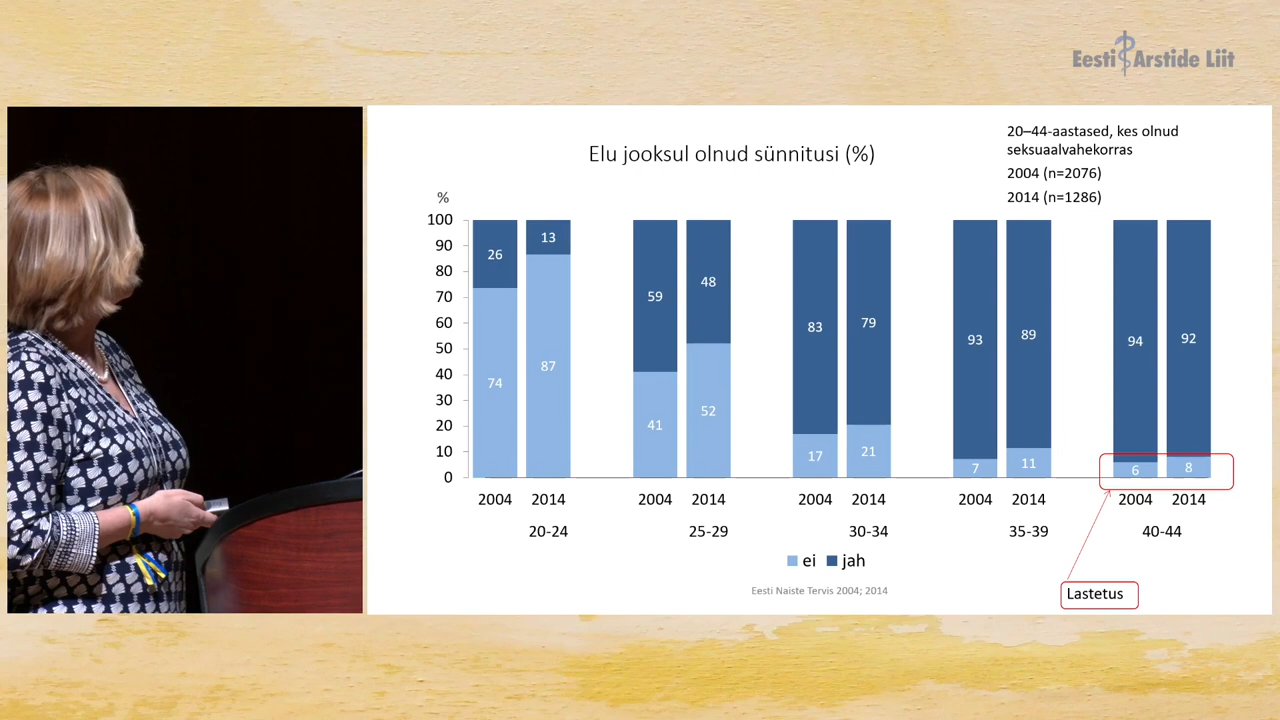 Eesti Arstide Liit
Elu jooksul olnud sünnitusi (%)
20–44-aastased, kes olnud
seksuaalvahekorras
2004 (n=2076)
2014 (n=1286)
%
100
90
80
70
60
50
40
30
20
10
0
26 13 59 48 83 79 93 89 94 92
74 87 41 52 17 21 7 11 6 8
2004 2014 2004 2014 2004 2014 2004 2014 2004 2014
20-24 25-29 30-34 35-39 40-44
ei jah
Eesti Naiste Tervis 2004; 2014
Lastetus